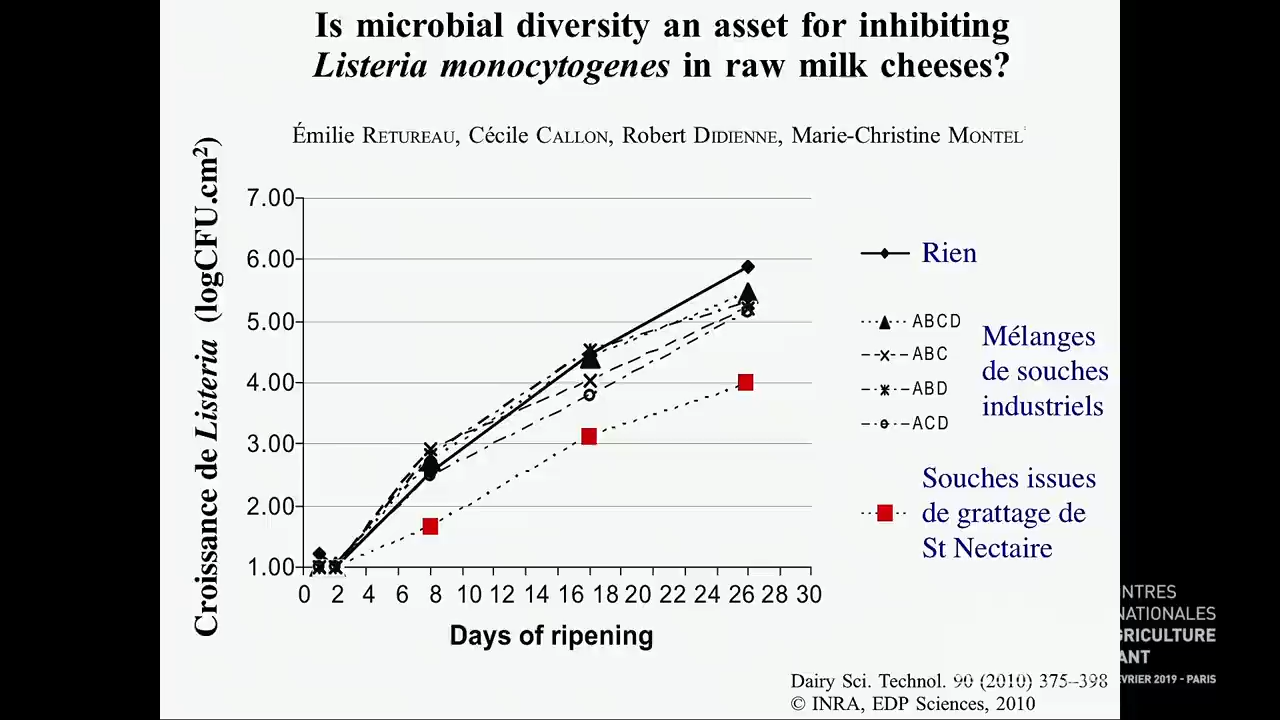 Is microbial diversity an asset for inhibiting
Listeria monocytogenes in raw milk cheeses?
Émilie RETUREAU, Cécile CALLON, Robert DIDIENNE, Marie-Christine MONTEL
Croissance de Listeria (logCFU.cm²)
7.00
6.00
5.00
4.00
3.00
2.00
1.00
0 2 4 6 8 10 12 14 16 18 20 22 24 26 28 30
Days of ripening
Rien
ABCD
ABC
ABD
ACD
Mélanges
de souches
industriels
Souches issues
de grattage de
St Nectaire
Dairy Sci. Technol. 90 (2010) 375–398
© INRA, EDP Sciences, 2010
NTRES
NATIONALES
GRICULTURE
ANT
ÉVRIER 2019 - PARIS